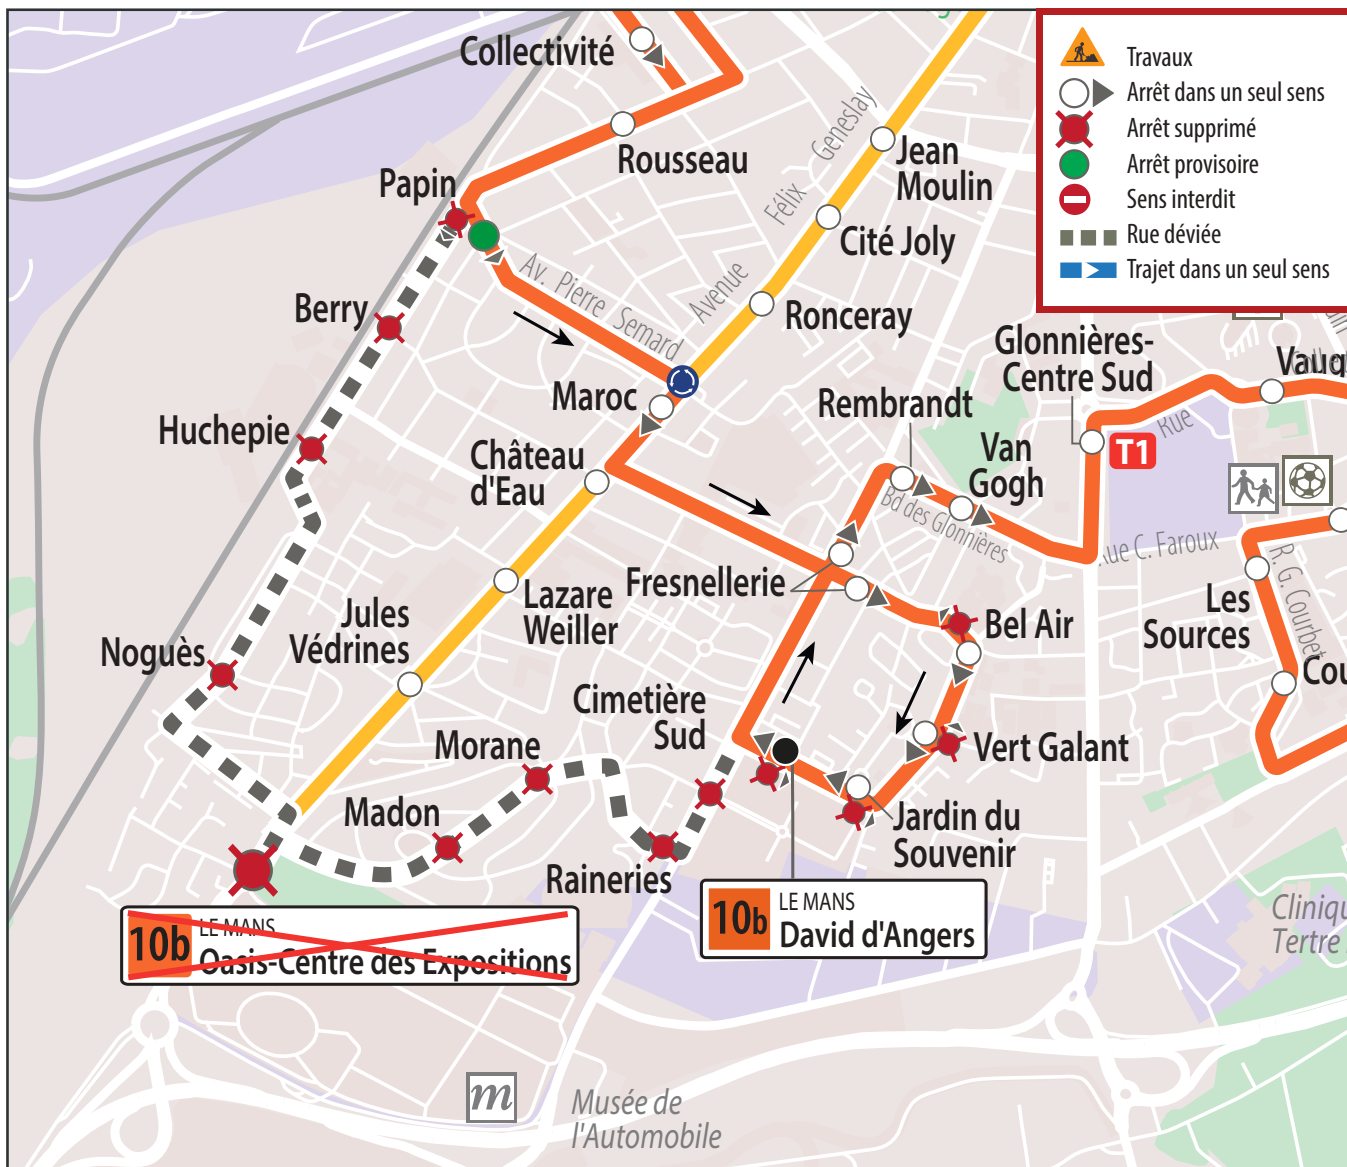 Collectivité
Rousseau
Papin
Berry
Huchepie
Noguès
Jules
Védrines
Av. Pierre Semard
Avenue Félix Geneslay
Jean
Moulin
Cité Joly
Ronceray
Maroc
Château
d'Eau
Lazare
Weiller
Travaux
Arrêt dans un seul sens
Arrêt supprimé
Arrêt provisoire
Sens interdit
Rue déviée
Trajet dans un seul sens
Glonnières-
Centre Sud
T1
Rue
Rembrandt
Van
Gogh
Bd des Glonnières
Rue C. Faroux
R. G. Courbet
Les
Sources
Fresnellerie
Bel Air
Cimetière
Sud
Vert Galant
Jardin du
Souvenir
Morane
Madon
Raineries
10b
LE MANS
Oasis-Centre des Expositions
10b
LE MANS
David d'Angers
m
Musée de
l'Automobile